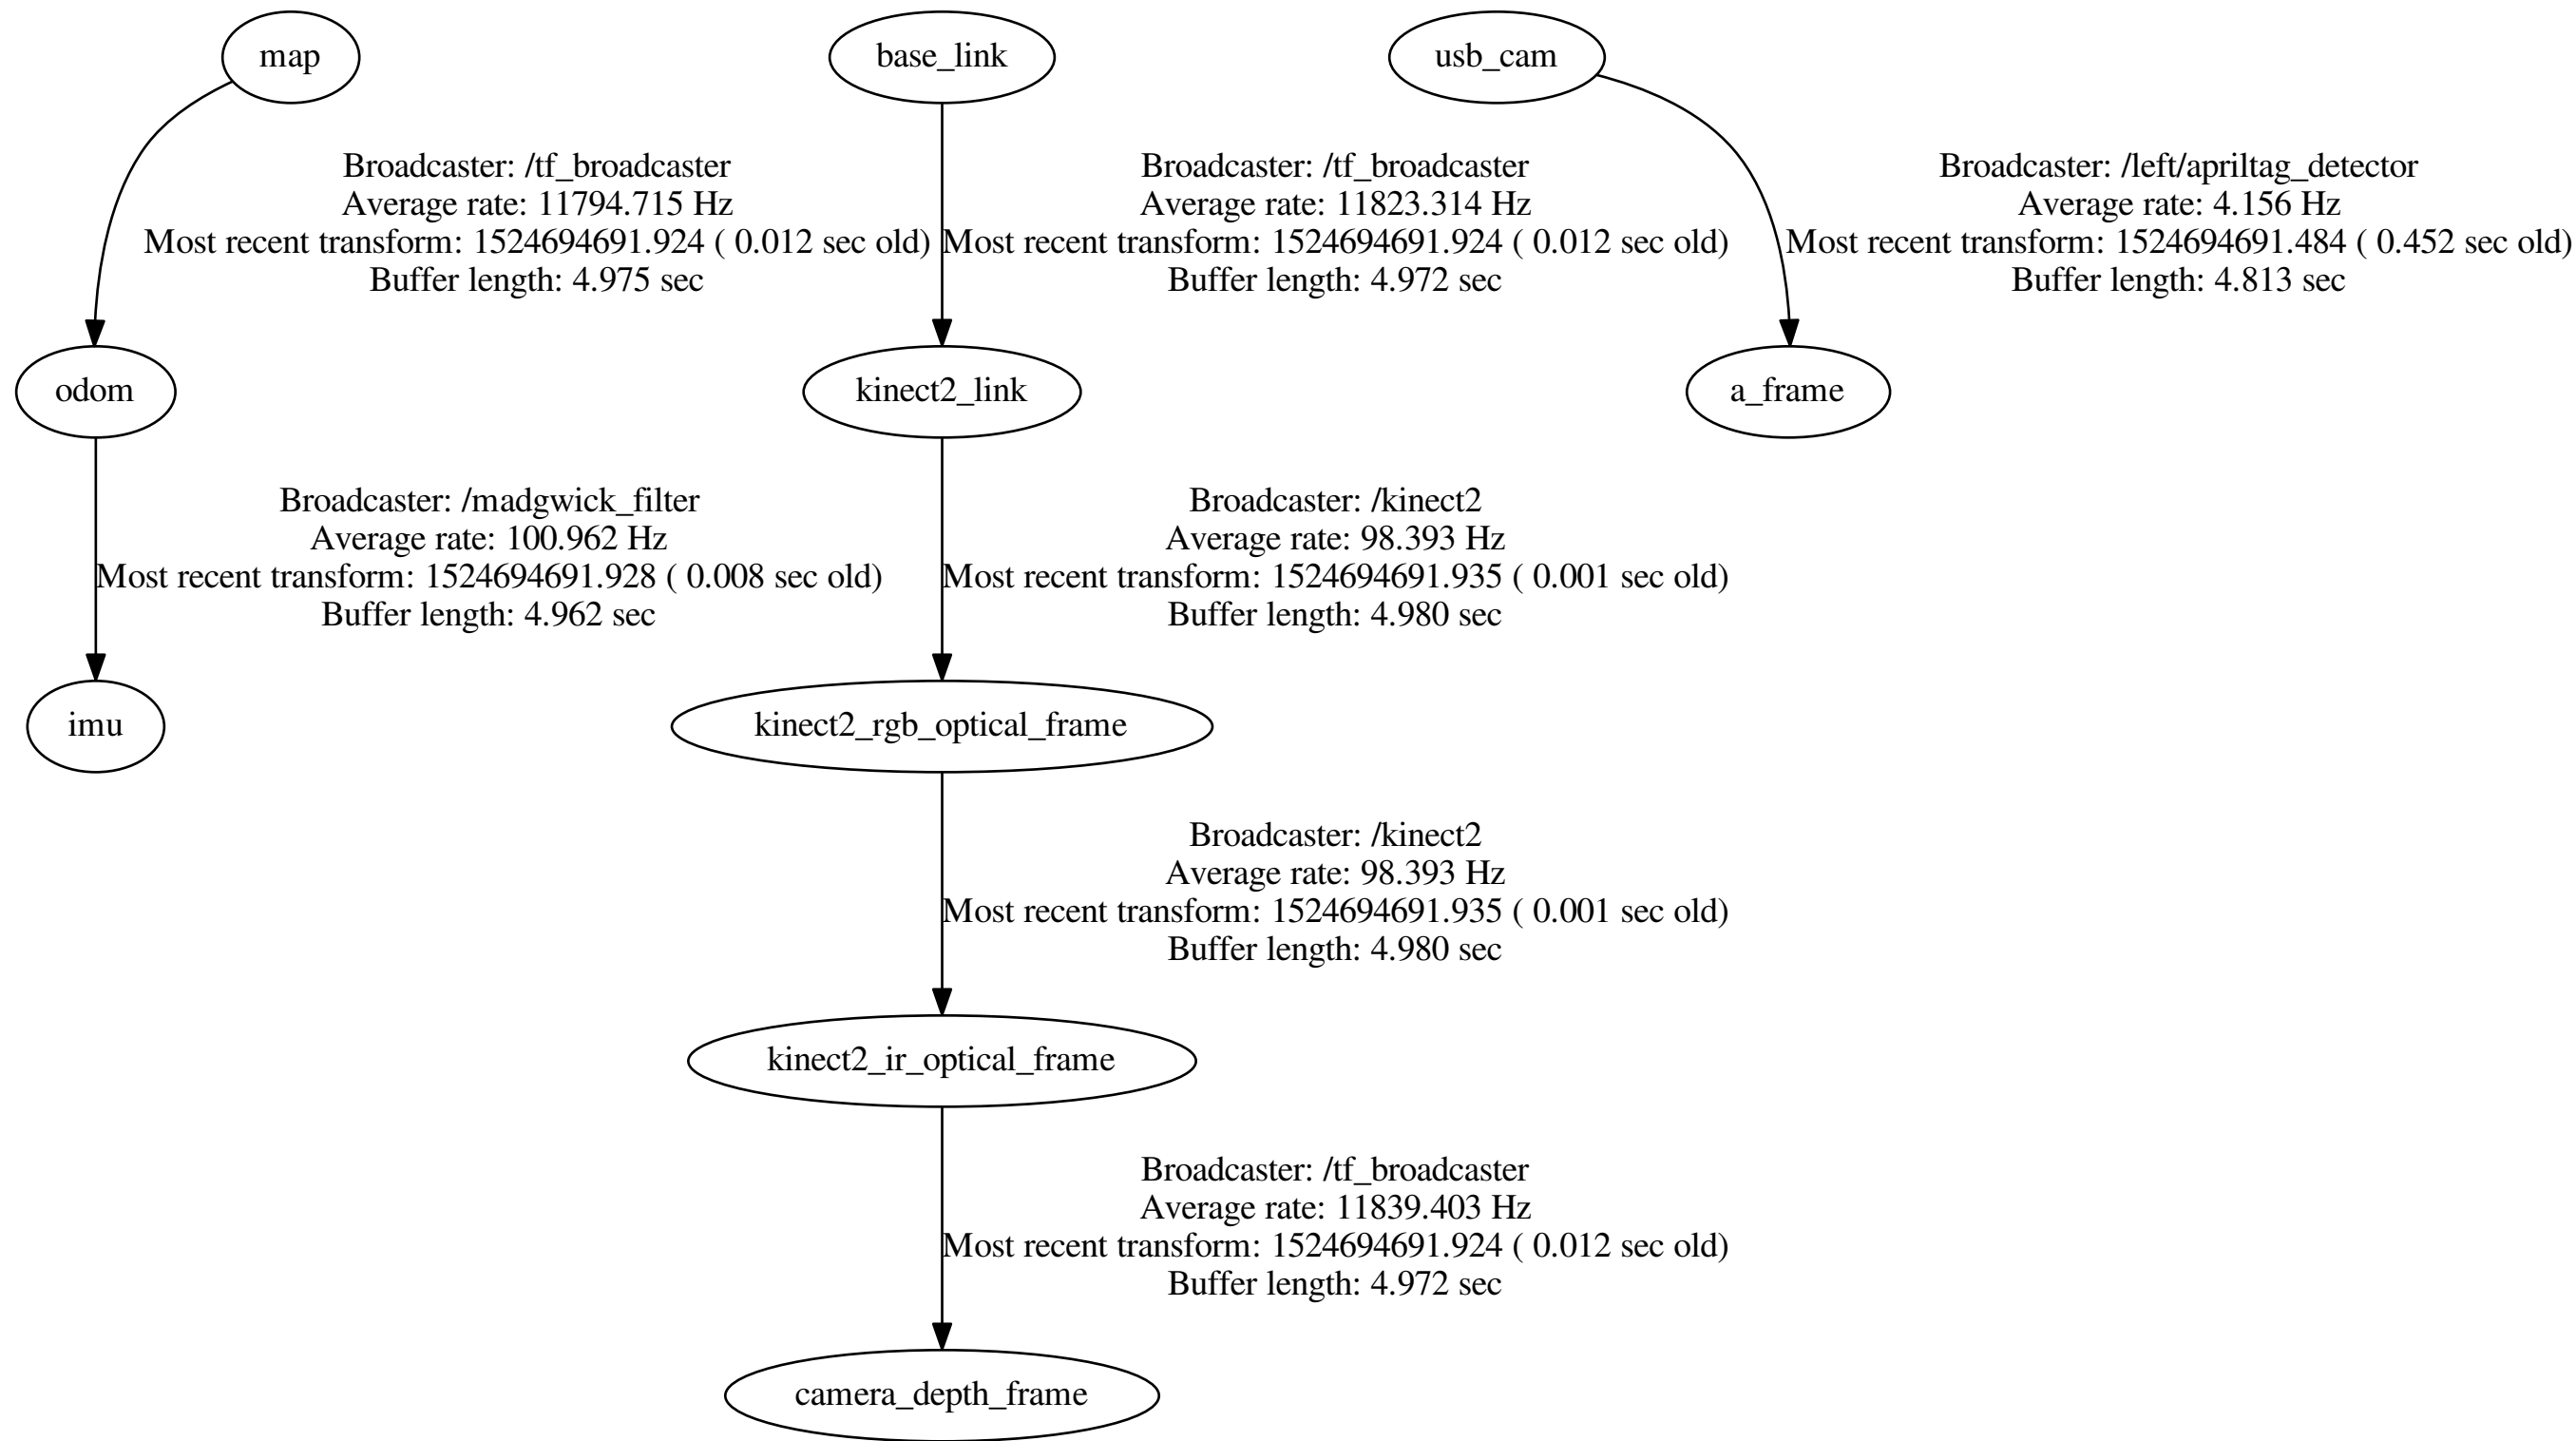 map
base_link
usb_cam
Broadcaster: /tf_broadcaster
Average rate: 11794.715 Hz
Most recent transform: 1524694691.924 ( 0.012 sec old)
Buffer length: 4.975 sec
Broadcaster: /tf_broadcaster
Average rate: 11823.314 Hz
Most recent transform: 1524694691.924 ( 0.012 sec old)
Buffer length: 4.972 sec
Broadcaster: /left/apriltag_detector
Average rate: 4.156 Hz
Most recent transform: 1524694691.484 ( 0.452 sec old)
Buffer length: 4.813 sec
odom
kinect2_link
a_frame
Broadcaster: /madgwick_filter
Average rate: 100.962 Hz
Most recent transform: 1524694691.928 ( 0.008 sec old)
Buffer length: 4.962 sec
Broadcaster: /kinect2
Average rate: 98.393 Hz
Most recent transform: 1524694691.935 ( 0.001 sec old)
Buffer length: 4.980 sec
imu
kinect2_rgb_optical_frame
Broadcaster: /kinect2
Average rate: 98.393 Hz
Most recent transform: 1524694691.935 ( 0.001 sec old)
Buffer length: 4.980 sec
kinect2_ir_optical_frame
Broadcaster: /tf_broadcaster
Average rate: 11839.403 Hz
Most recent transform: 1524694691.924 ( 0.012 sec old)
Buffer length: 4.972 sec
camera_depth_frame